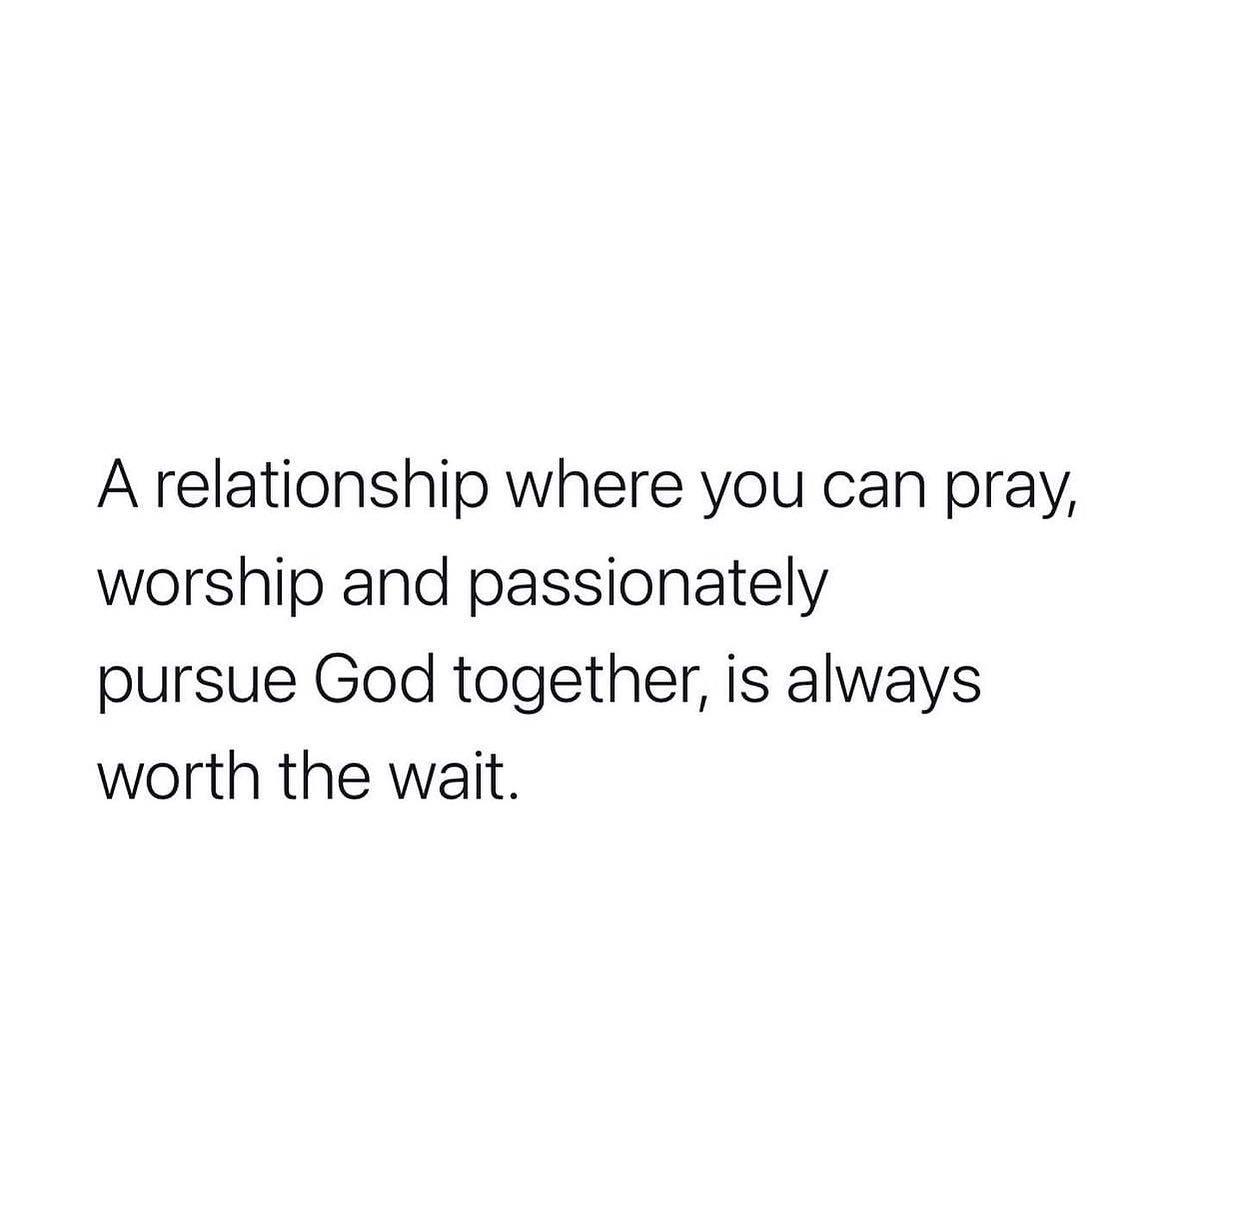 A relationship where you can pray,
worship and passionately
pursue God together, is always
worth the wait.